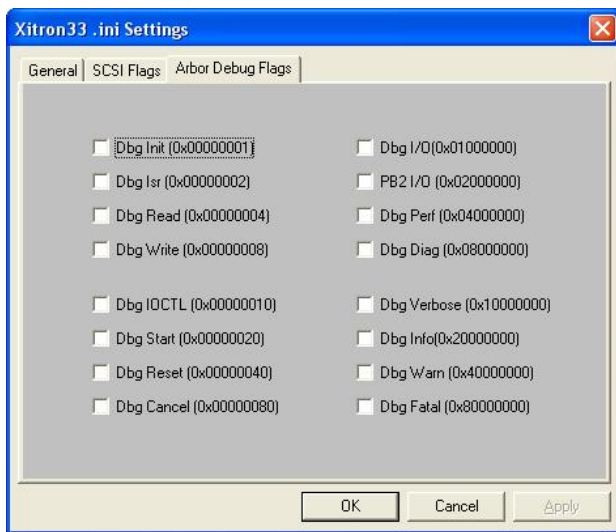 Xitron33 .ini Settings
General
SCSI Flags
Arbor Debug Flags
Dbg Init (0x00000001)
Dbg Isr (0x00000002)
Dbg Read (0x00000004)
Dbg Write (0x00000008)
Dbg IOCTL (0x00000010)
Dbg Start (0x00000020)
Dbg Reset (0x00000040)
Dbg Cancel (0x00000080)
Dbg I/O(0x01000000)
PB2 I/O (0x02000000)
Dbg Perf (0x04000000)
Dbg Diag (0x08000000)
Dbg Verbose (0x10000000)
Dbg Info(0x20000000)
Dbg Warn (0x40000000)
Dbg Fatal (0x80000000)
OK
Cancel
Apply